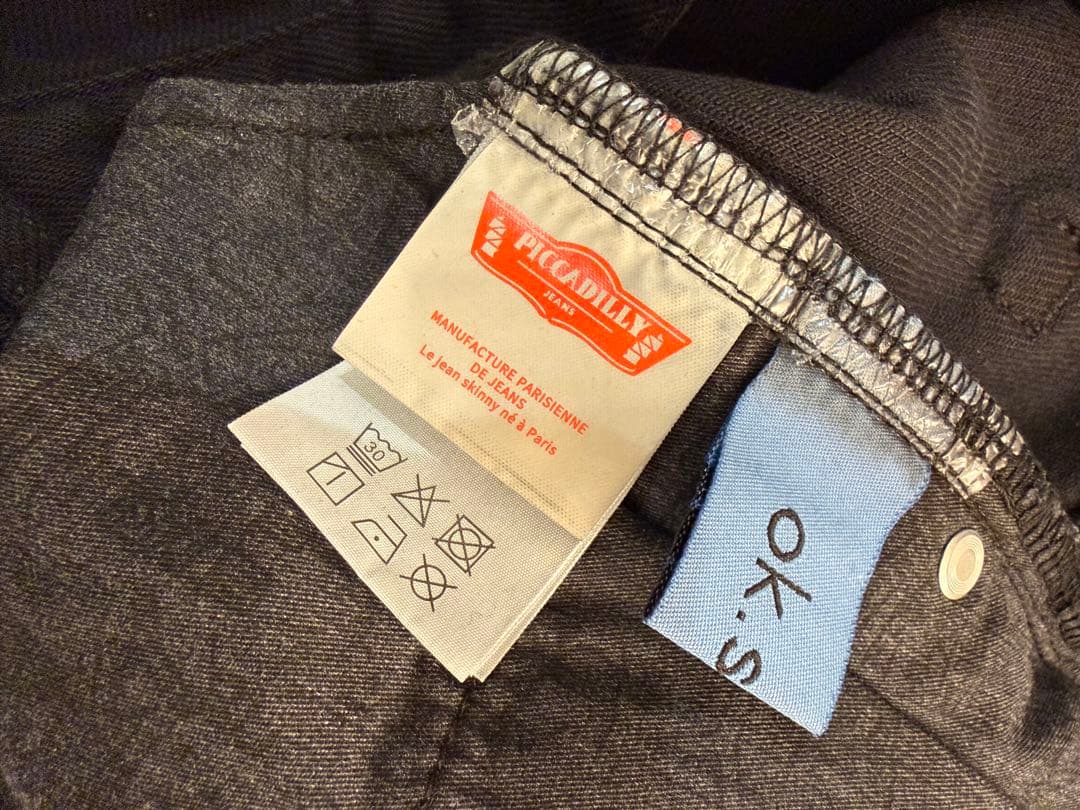 PICCADILLY
JEANS
MANUFACTURE PARISIENNE
DE JEANS
Le jean skinny né à Paris
30
OK.S